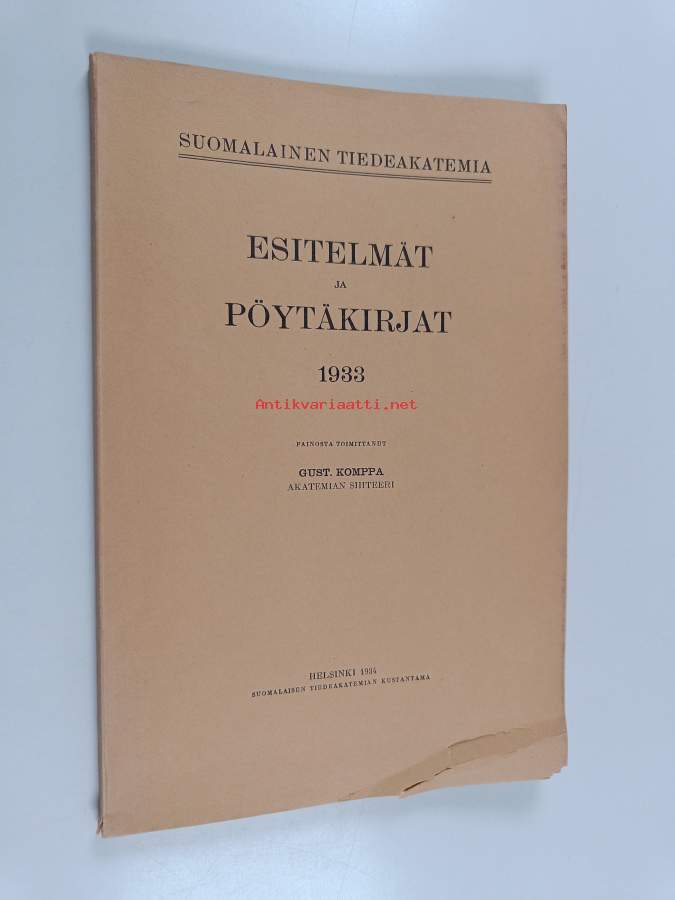 SUOMALAINEN TIEDEAKATEMIA
ESITELMÄT
JA
PÖYTÄKIRJAT
1933
Antikvariaatti.net
PAINOSTA TOIMITTANUT
GUST. KOMPPA
AKATEMIAN SIHTEERI
HELSINKI 1934
SUOMALAISEN TIEDEAKATEMIAN KUSTANTAMA